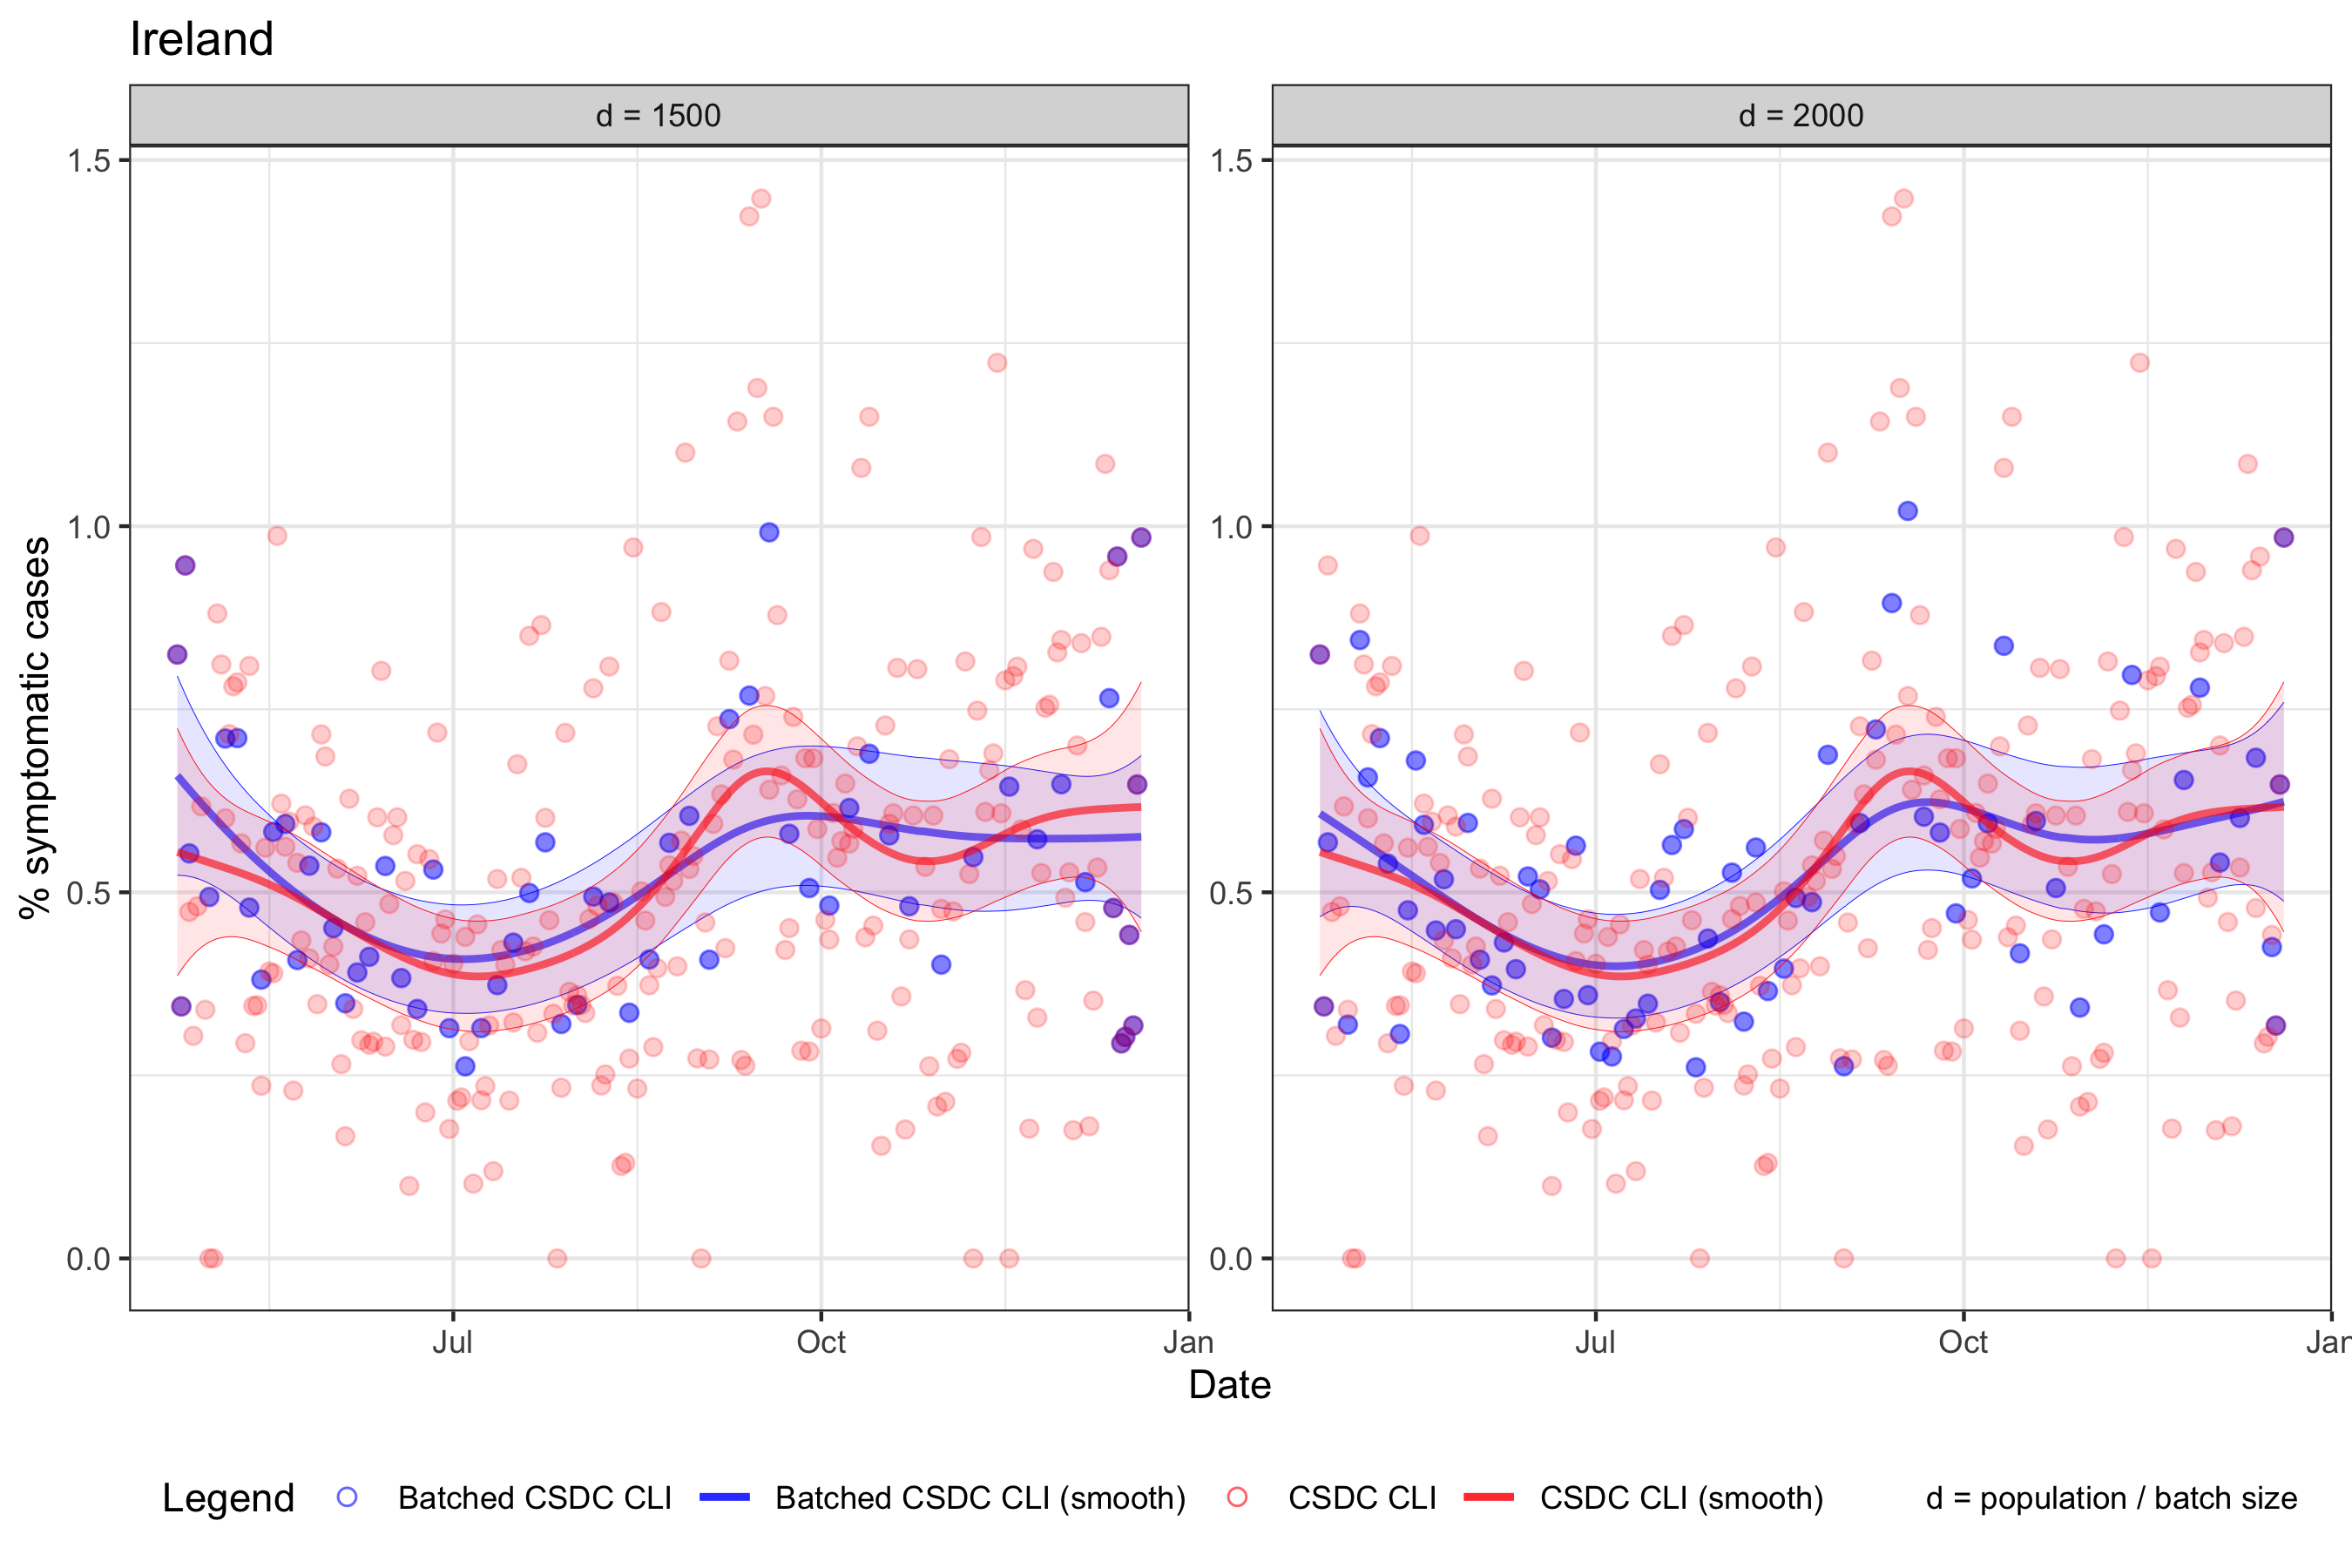 Ireland
d = 1500
d = 2000
% symptomatic cases
1.5
1.0
0.5
0.0
1.5
1.0
0.5
0.0
Jul
Oct
Jan
Jul
Oct
Jan
Date
Legend
Batched CSDC CLI
Batched CSDC CLI (smooth)
CSDC CLI
CSDC CLI (smooth)
d = population / batch size